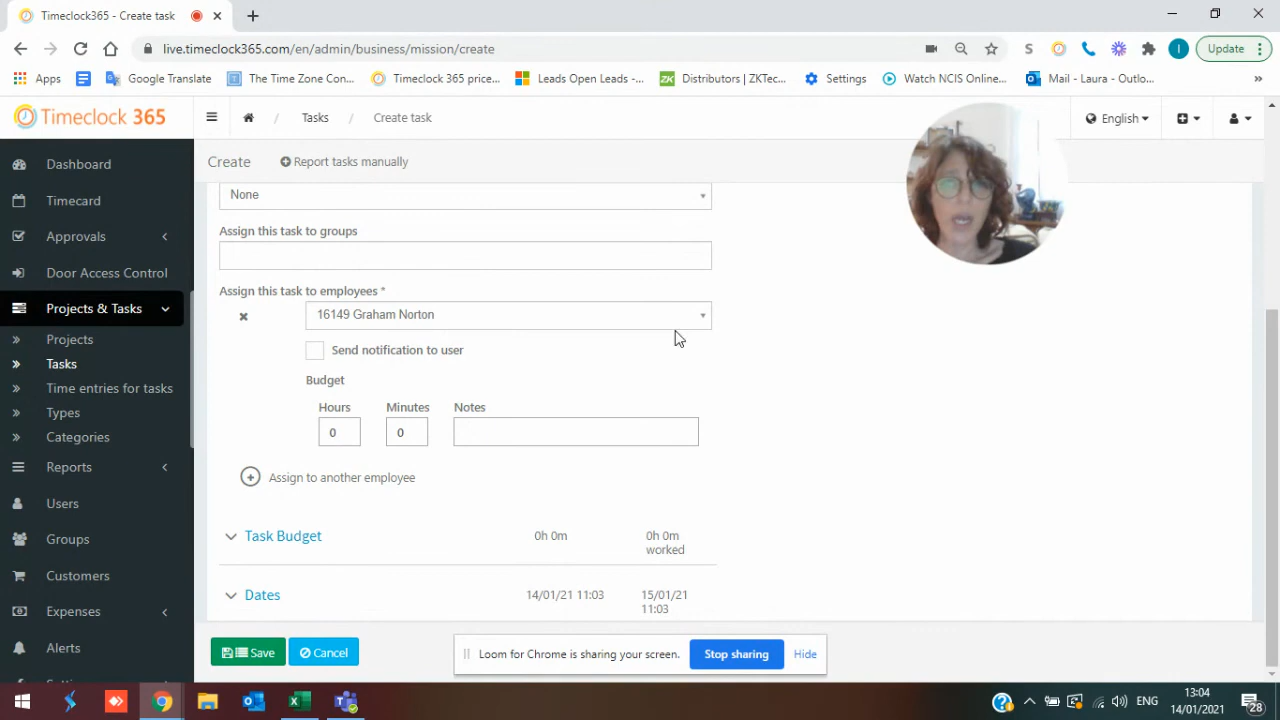 Timeclock365 - Create task
live.timeclock365.com/en/admin/business/mission/create
S
I
Update
Apps
Google Translate
The Time Zone Con...
Timeclock 365 price...
Leads Open Leads -...
ZK
Distributors | ZKTec...
Settings
Watch NCIS Online...
Mail - Laura - Outlo...
»
Timeclock 365
Tasks / Create task
English
Create
Report tasks manually
Dashboard
Timecard
Approvals
Door Access Control
Projects & Tasks
Projects
Tasks
Time entries for tasks
Types
Categories
Reports
Users
Groups
Customers
Expenses
Alerts
None
Assign this task to groups
Assign this task to employees *
16149 Graham Norton
Send notification to user
Budget
Hours Minutes Notes
0 0
Assign to another employee
Task Budget 0h 0m 0h 0m
worked
Dates 14/01/21 11:03 15/01/21
11:03
Save Cancel
Loom for Chrome is sharing your screen. Stop sharing Hide
ENG
13:04
14/01/2021
28